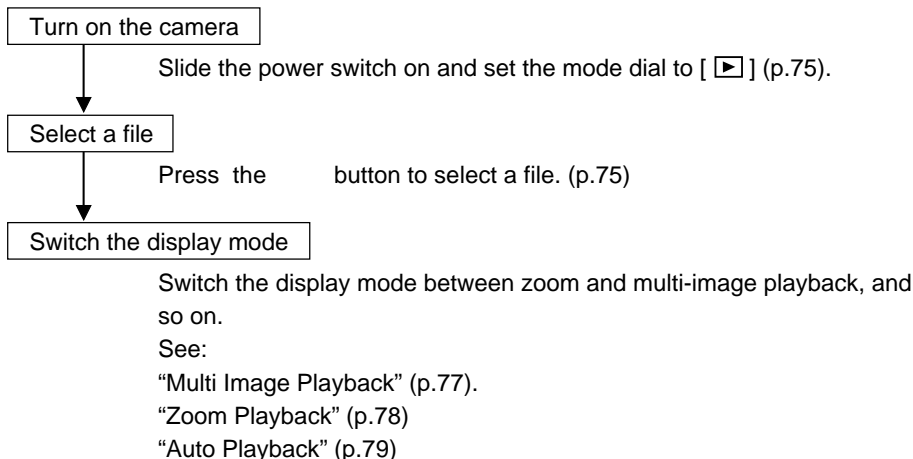 Turn on the camera
Slide the power switch on and set the mode dial to [ ▶ ] (p.75).
Select a file
Press the button to select a file. (p.75)
Switch the display mode
Switch the display mode between zoom and multi-image playback, and
so on.
See:
“Multi Image Playback” (p.77).
“Zoom Playback” (p.78)
“Auto Playback” (p.79)